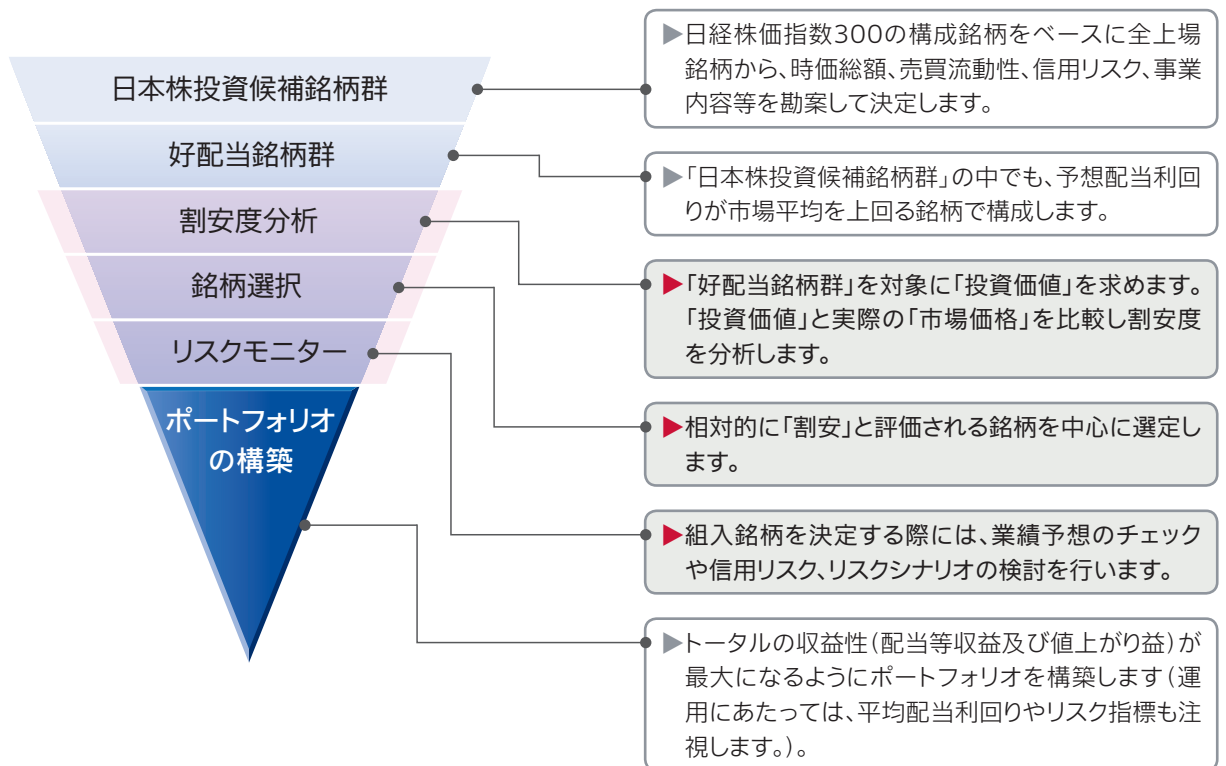 日本株投資候補銘柄群
好配当銘柄群
割安度分析
銘柄選択
リスクモニター
ポートフォリオ
の構築
▶日経株価指数300の構成銘柄をベースに全上場
銘柄から、時価総額、売買流動性、信用リスク、事業
内容等を勘案して決定します。
▶「日本株投資候補銘柄群」の中でも、予想配当利回
りが市場平均を上回る銘柄で構成します。
▶「好配当銘柄群」を対象に「投資価値」を求めます。
「投資価値」と実際の「市場価格」を比較し割安度
を分析します。
▶相対的に「割安」と評価される銘柄を中心に選定し
ます。
▶組入銘柄を決定する際には、業績予想のチェック
や信用リスク、リスクシナリオの検討を行います。
▶トータルの収益性(配当等収益及び値上がり益)が
最大になるようにポートフォリオを構築します(運
用にあたっては、平均配当利回りやリスク指標も注
視します。)。